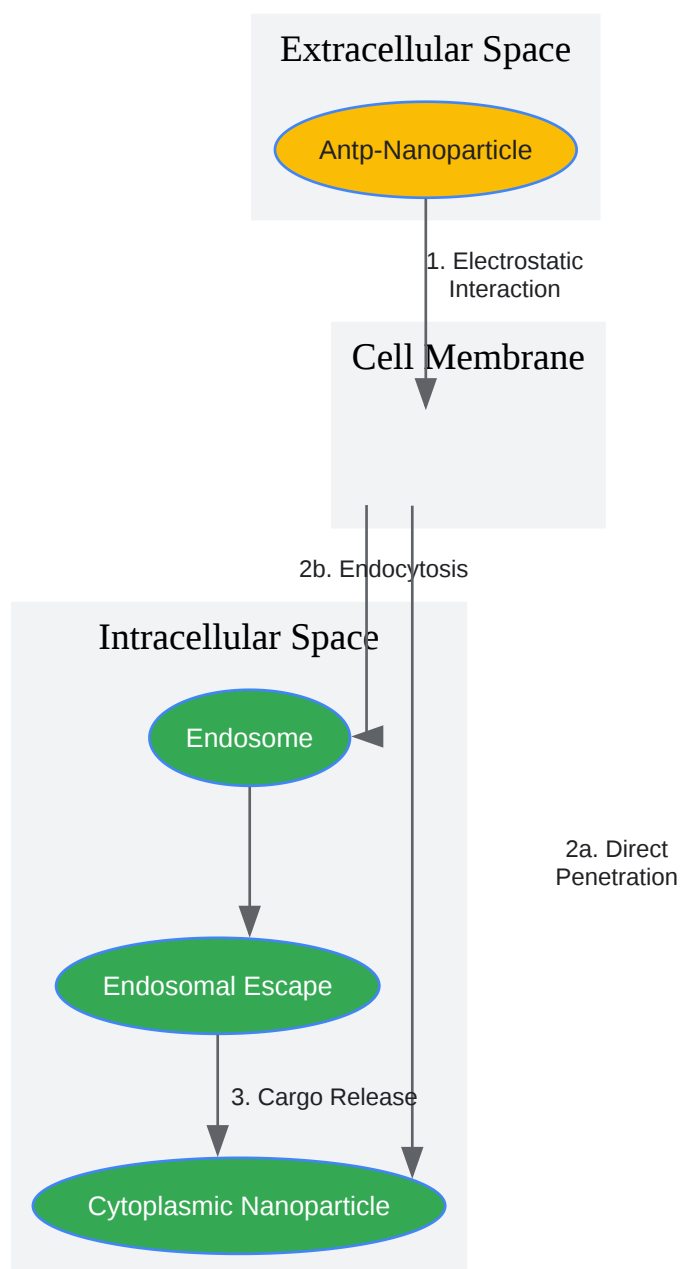 Extracellular Space
Antp-Nanoparticle
1. Electrostatic
Interaction
Cell Membrane
2b. Endocytosis
Intracellular Space
Endosome
2a. Direct
Penetration
Endosomal Escape
3. Cargo Release
Cytoplasmic Nanoparticle